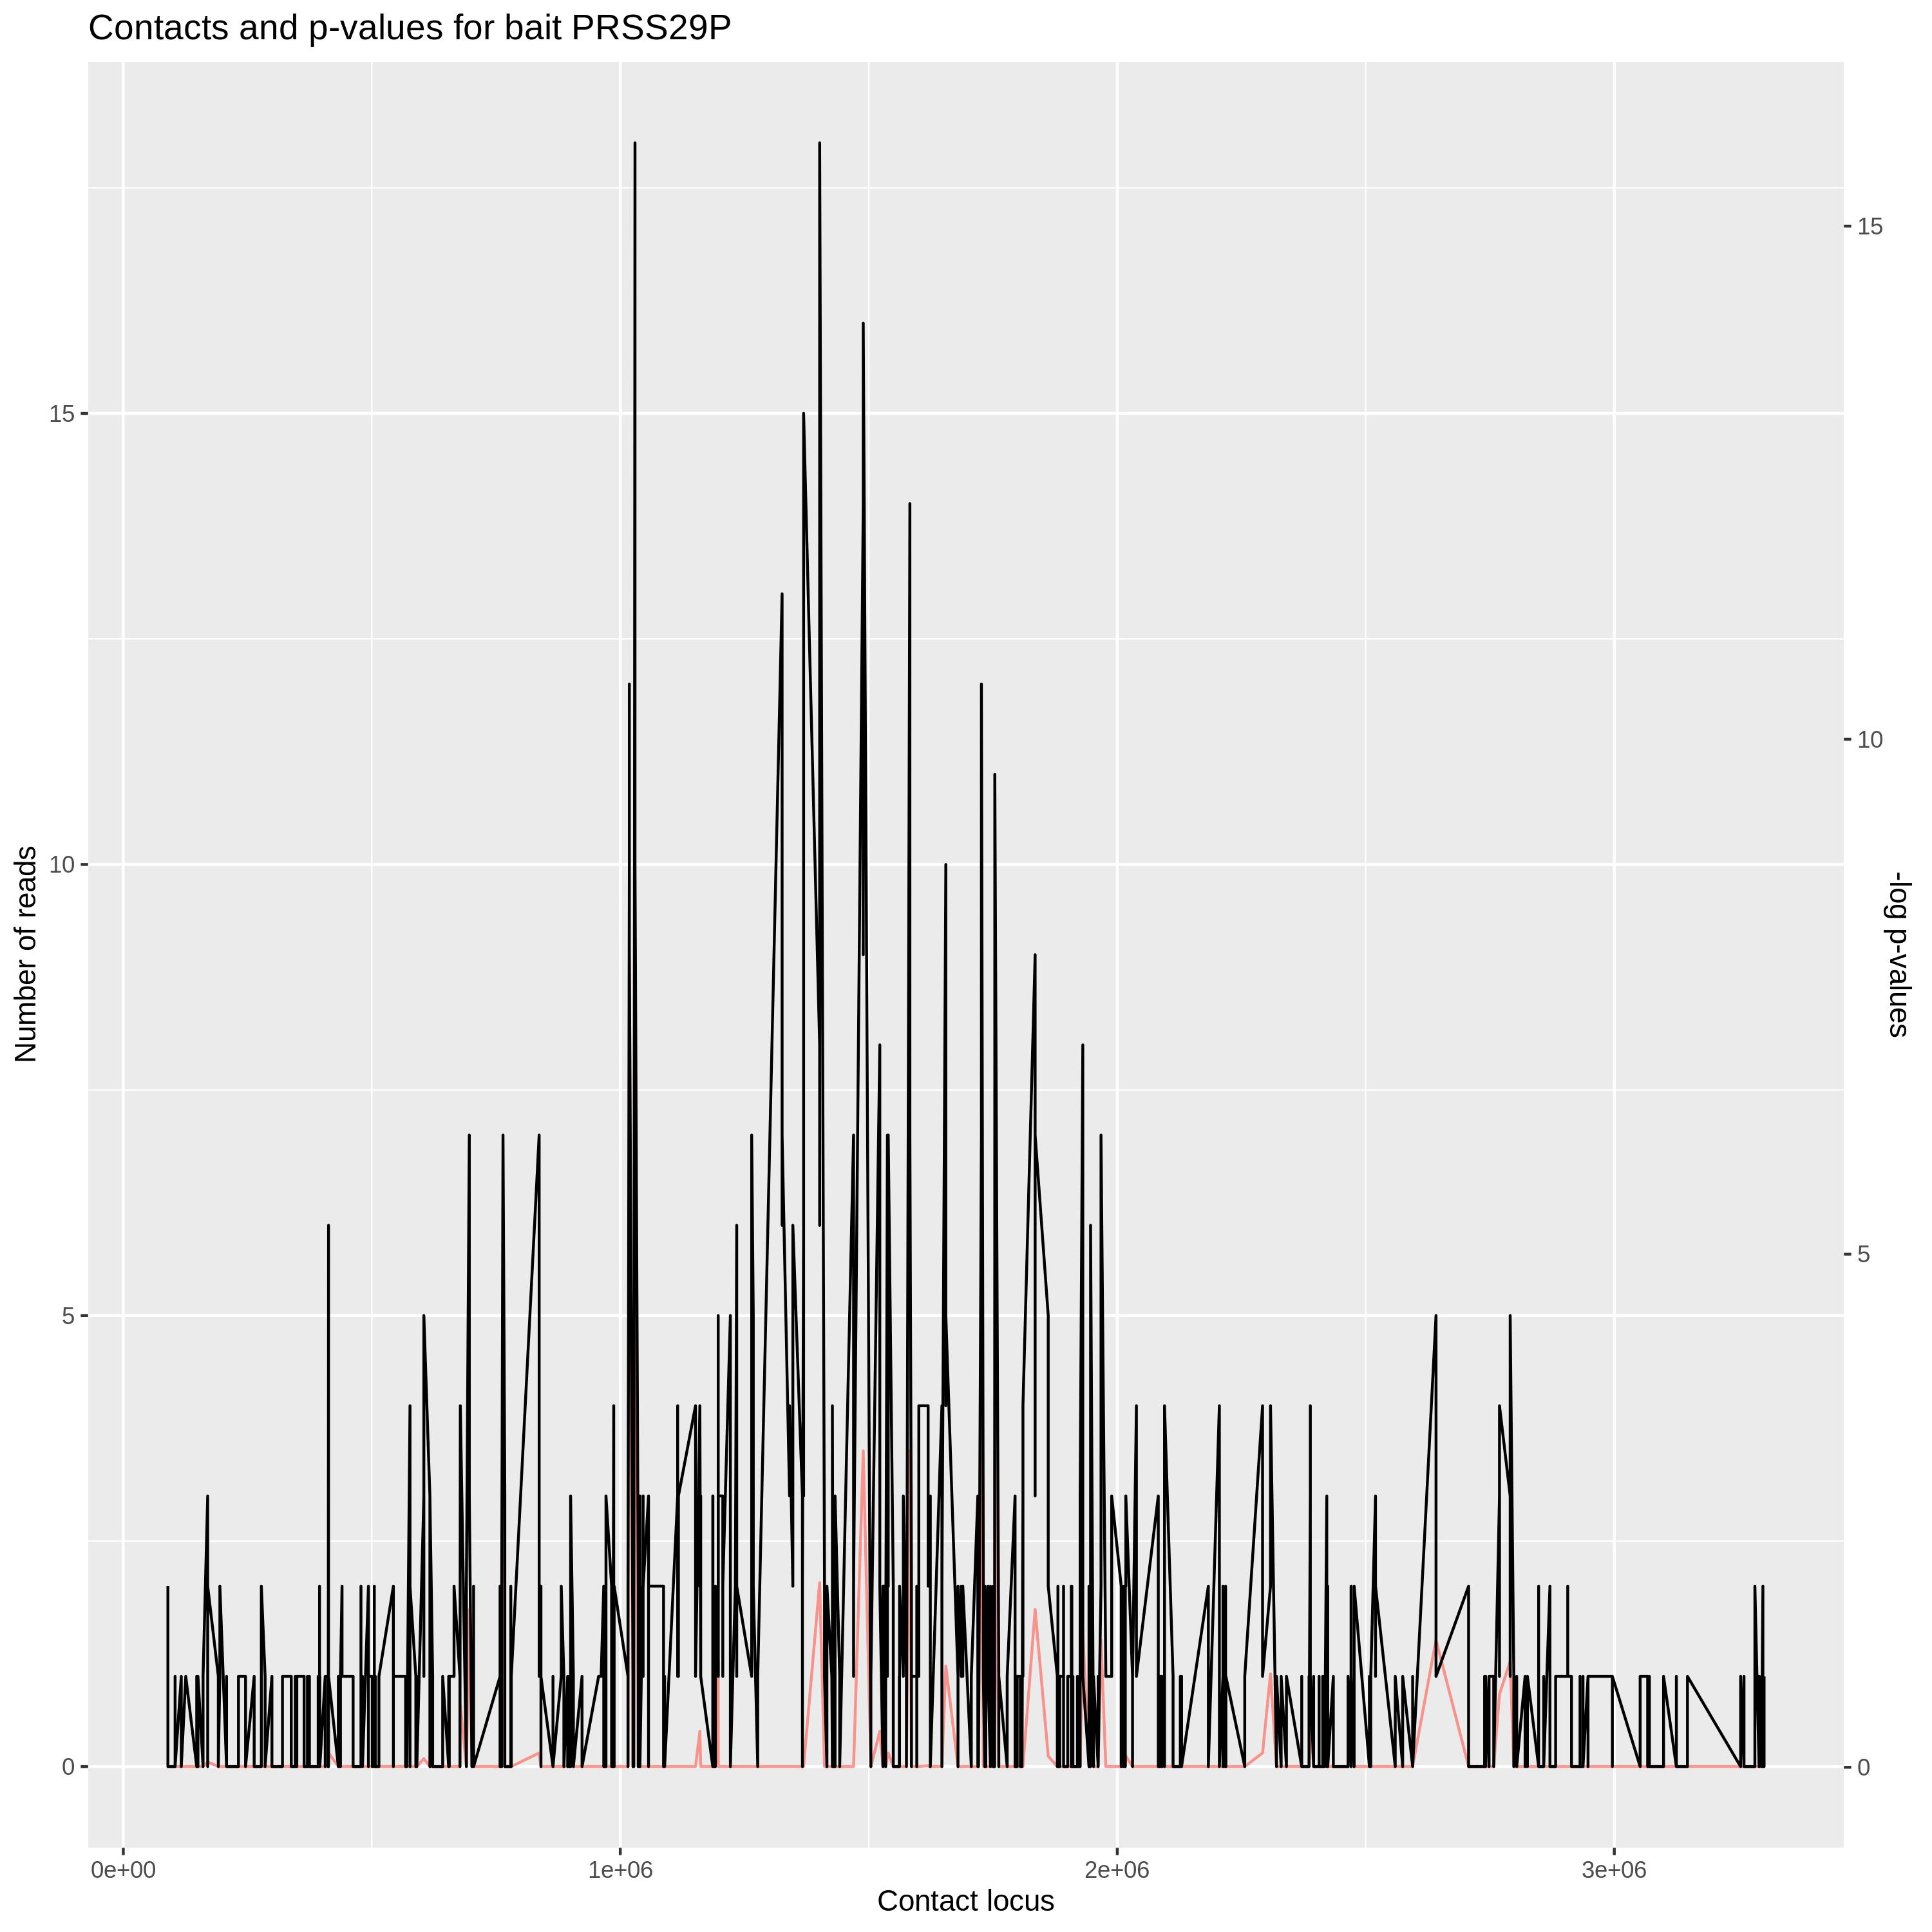 Contacts and p-values for bait PRSS29P
15
10
5
0
Number of reads
15
10
5
0
-log p-values
0e+00 1e+06 2e+06 3e+06
Contact locus